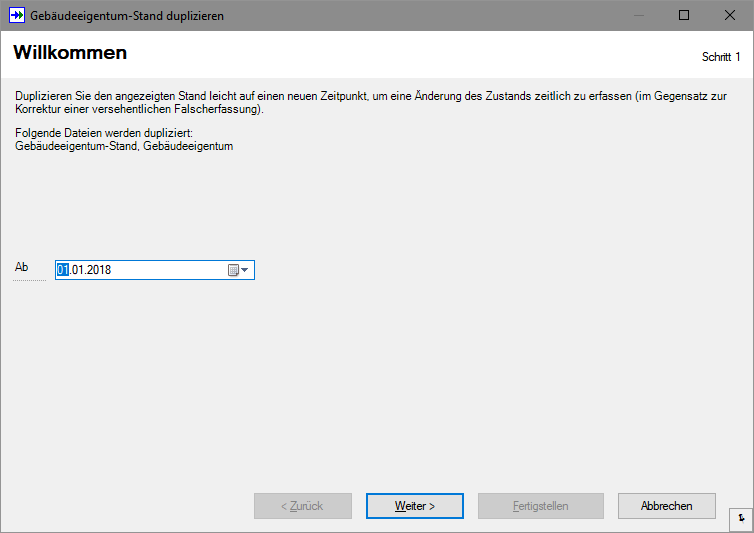 Gebäudeeigentum-Stand duplizieren
Willkommen
Schritt 1
Duplizieren Sie den angezeigten Stand leicht auf einen neuen Zeitpunkt, um eine Änderung des Zustands zeitlich zu erfassen (im Gegensatz zur
Korrektur einer versehentlichen Falscherfassung).
Folgende Dateien werden dupliziert:
Gebäudeeigentum-Stand, Gebäudeeigentum
Ab
01.01.2018
< Zurück
Weiter >
Fertigstellen
Abbrechen